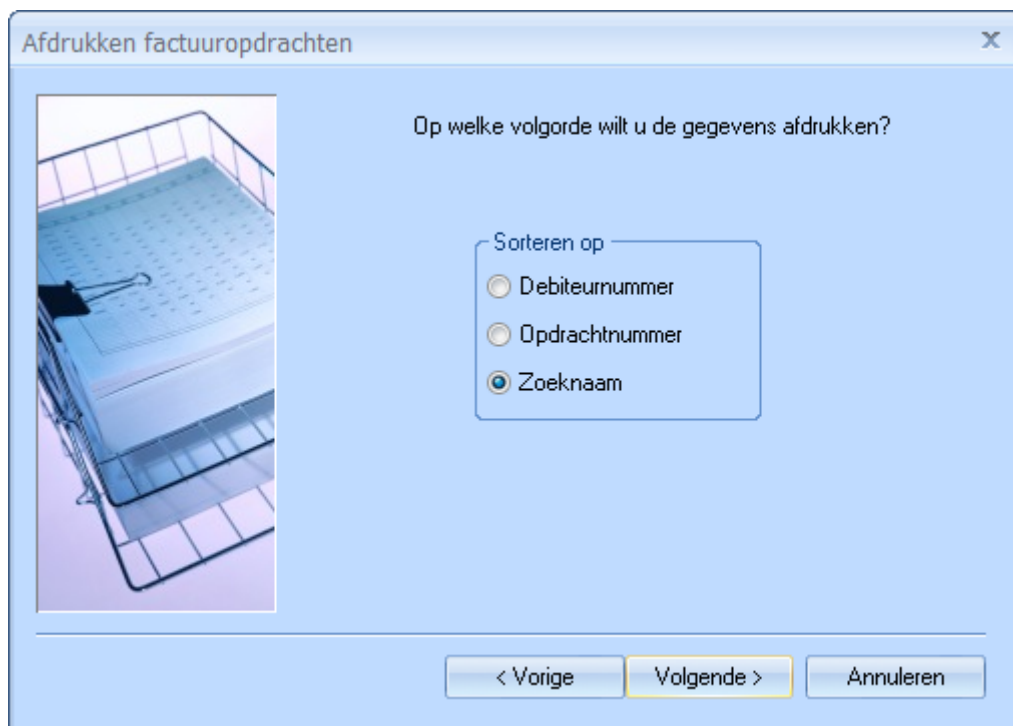 Afdrukken factuuropdrachten
Op welke volgorde wilt u de gegevens afdrukken?
Sorteren op
Debiteurnummer
Opdrachtnummer
Zoeknaam
< Vorige
Volgende >
Annuleren